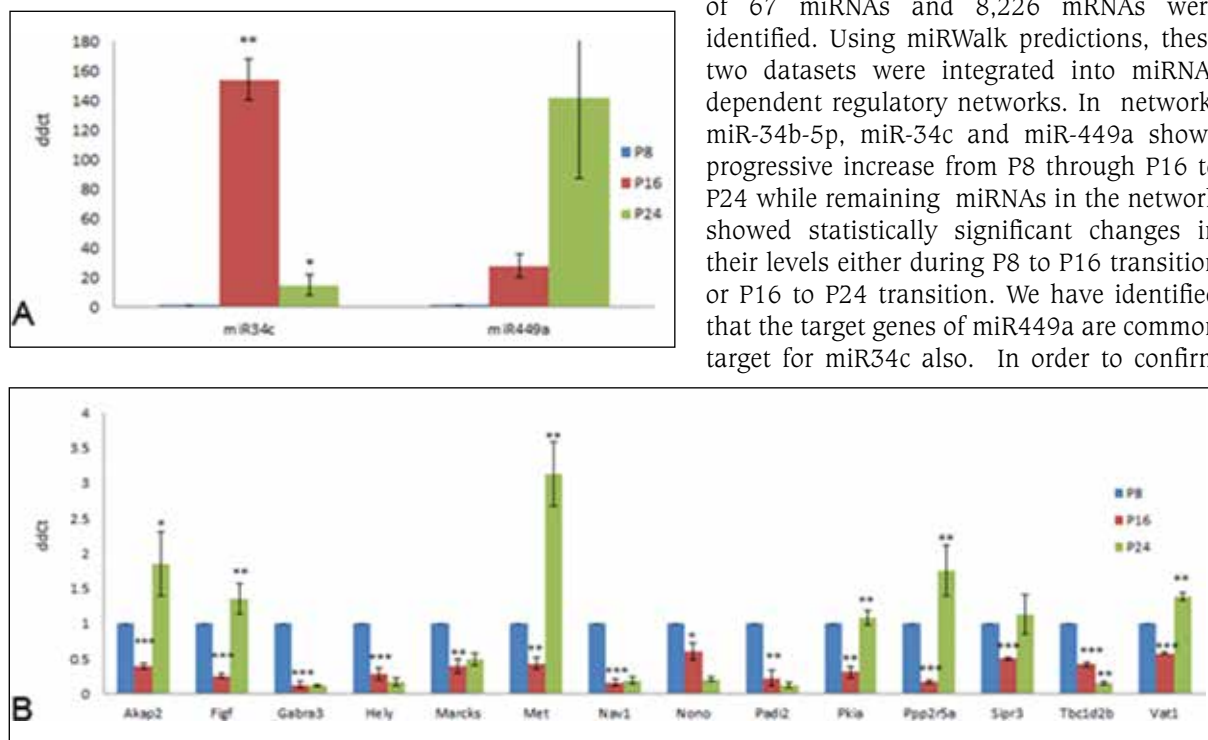 180
160
140
120
100
80
60
40
20
0
ddct
**
*
P8
P16
P24
miR34c
miR449a
A
of 67 miRNAs and 8,226 mRNAs wer
identified. Using miRWalk predictions, thes
two datasets were integrated into miRNA
dependent regulatory networks. In network
miR-34b-5p, miR-34c and miR-449a show
progressive increase from P8 through P16 t
P24 while remaining miRNAs in the network
showed statistically significant changes i
their levels either during P8 to P16 transition
or P16 to P24 transition. We have identified
that the target genes of miR449a are common
target for miR34c also. In order to confirm
4
3.5
3
2.5
2
1.5
1
0.5
0
ddCt
*** *
*** **
***
***
**
** **
***
*
**
** **
*** **
***
*** **
*** **
P8
P16
P24
Akap2 Figf Gabra3 Hely Marcks Met Nav1 Nono Padi2 Pkia Ppp2r5a Sipr3 Tbc1d2b Vat1
B